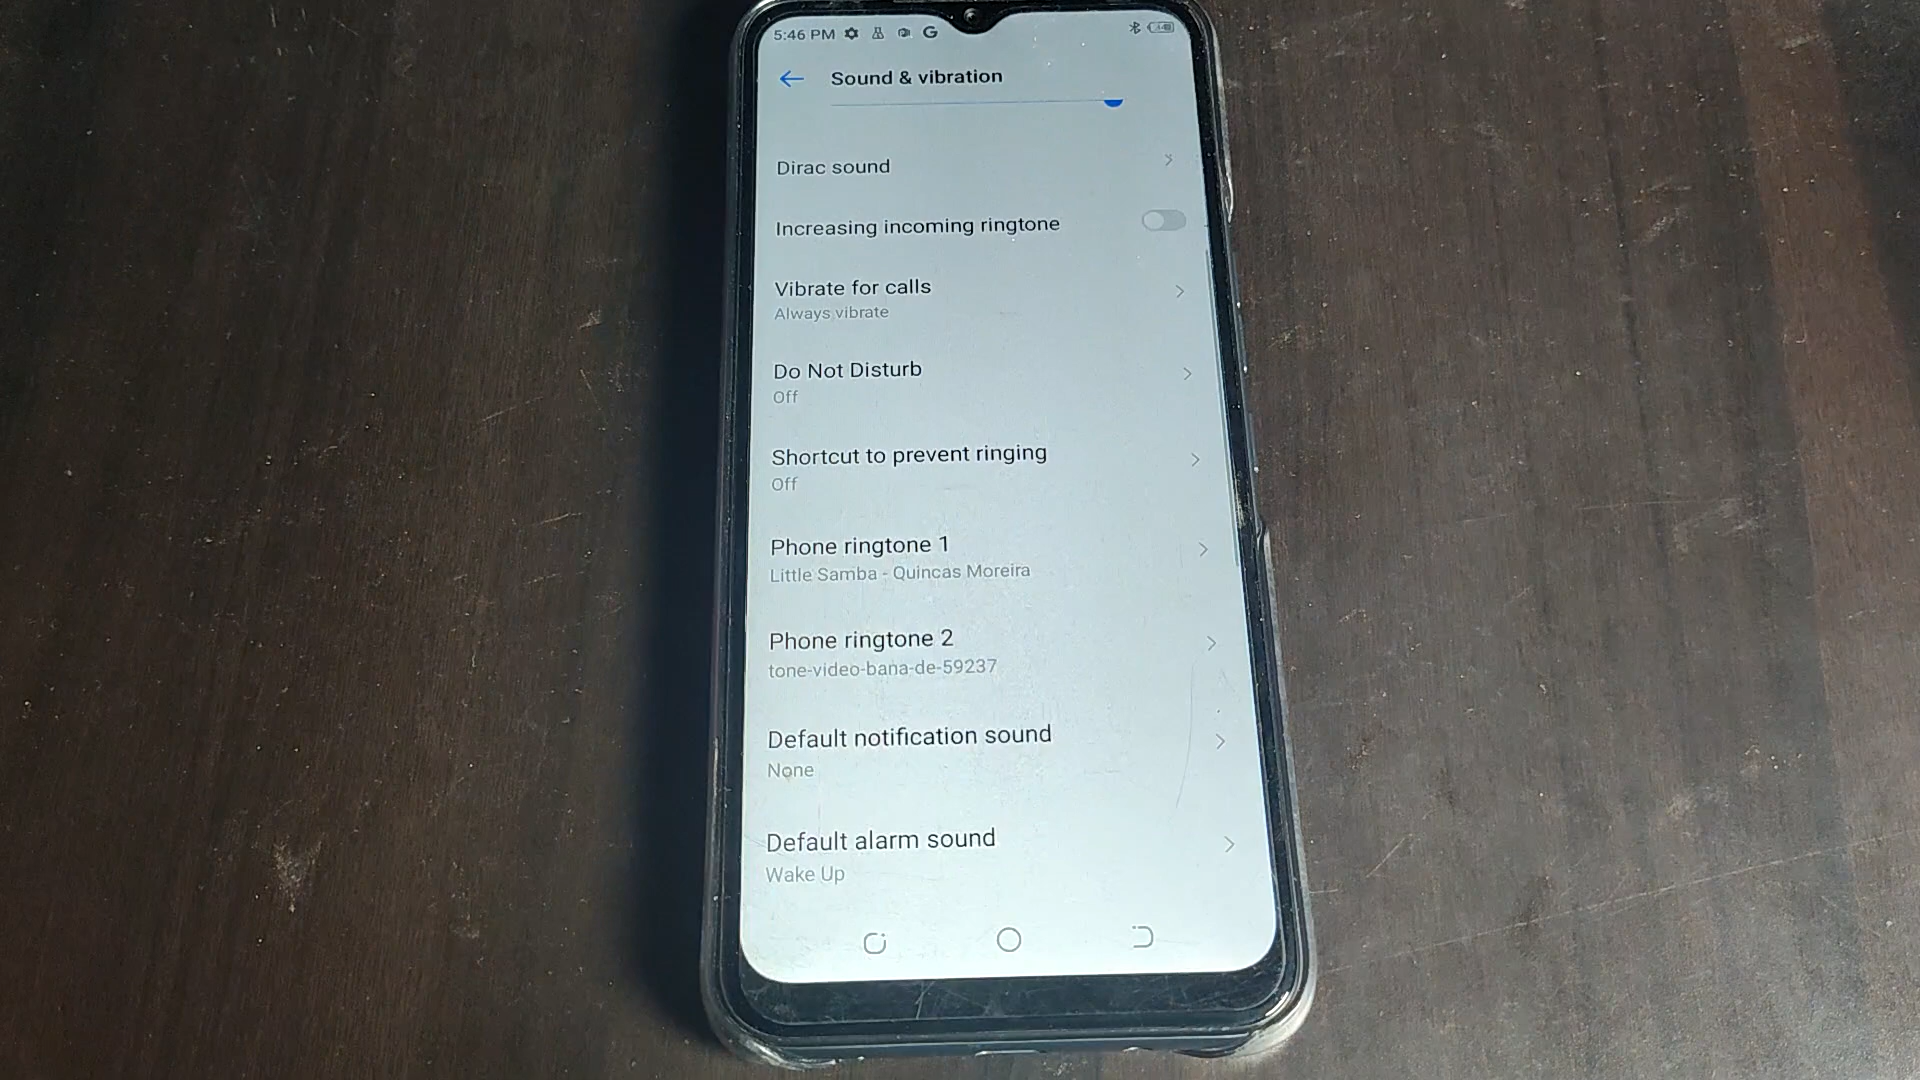 5:46 PM G
Sound & vibration
Dirac sound
Increasing incoming ringtone
Vibrate for calls
Always vibrate
Do Not Disturb
Off
Shortcut to prevent ringing
Off
Phone ringtone 1
Little Samba - Quincas Moreira
Phone ringtone 2
tone-video-bana-de-59237
Default notification sound
None
Default alarm sound
Wake Up